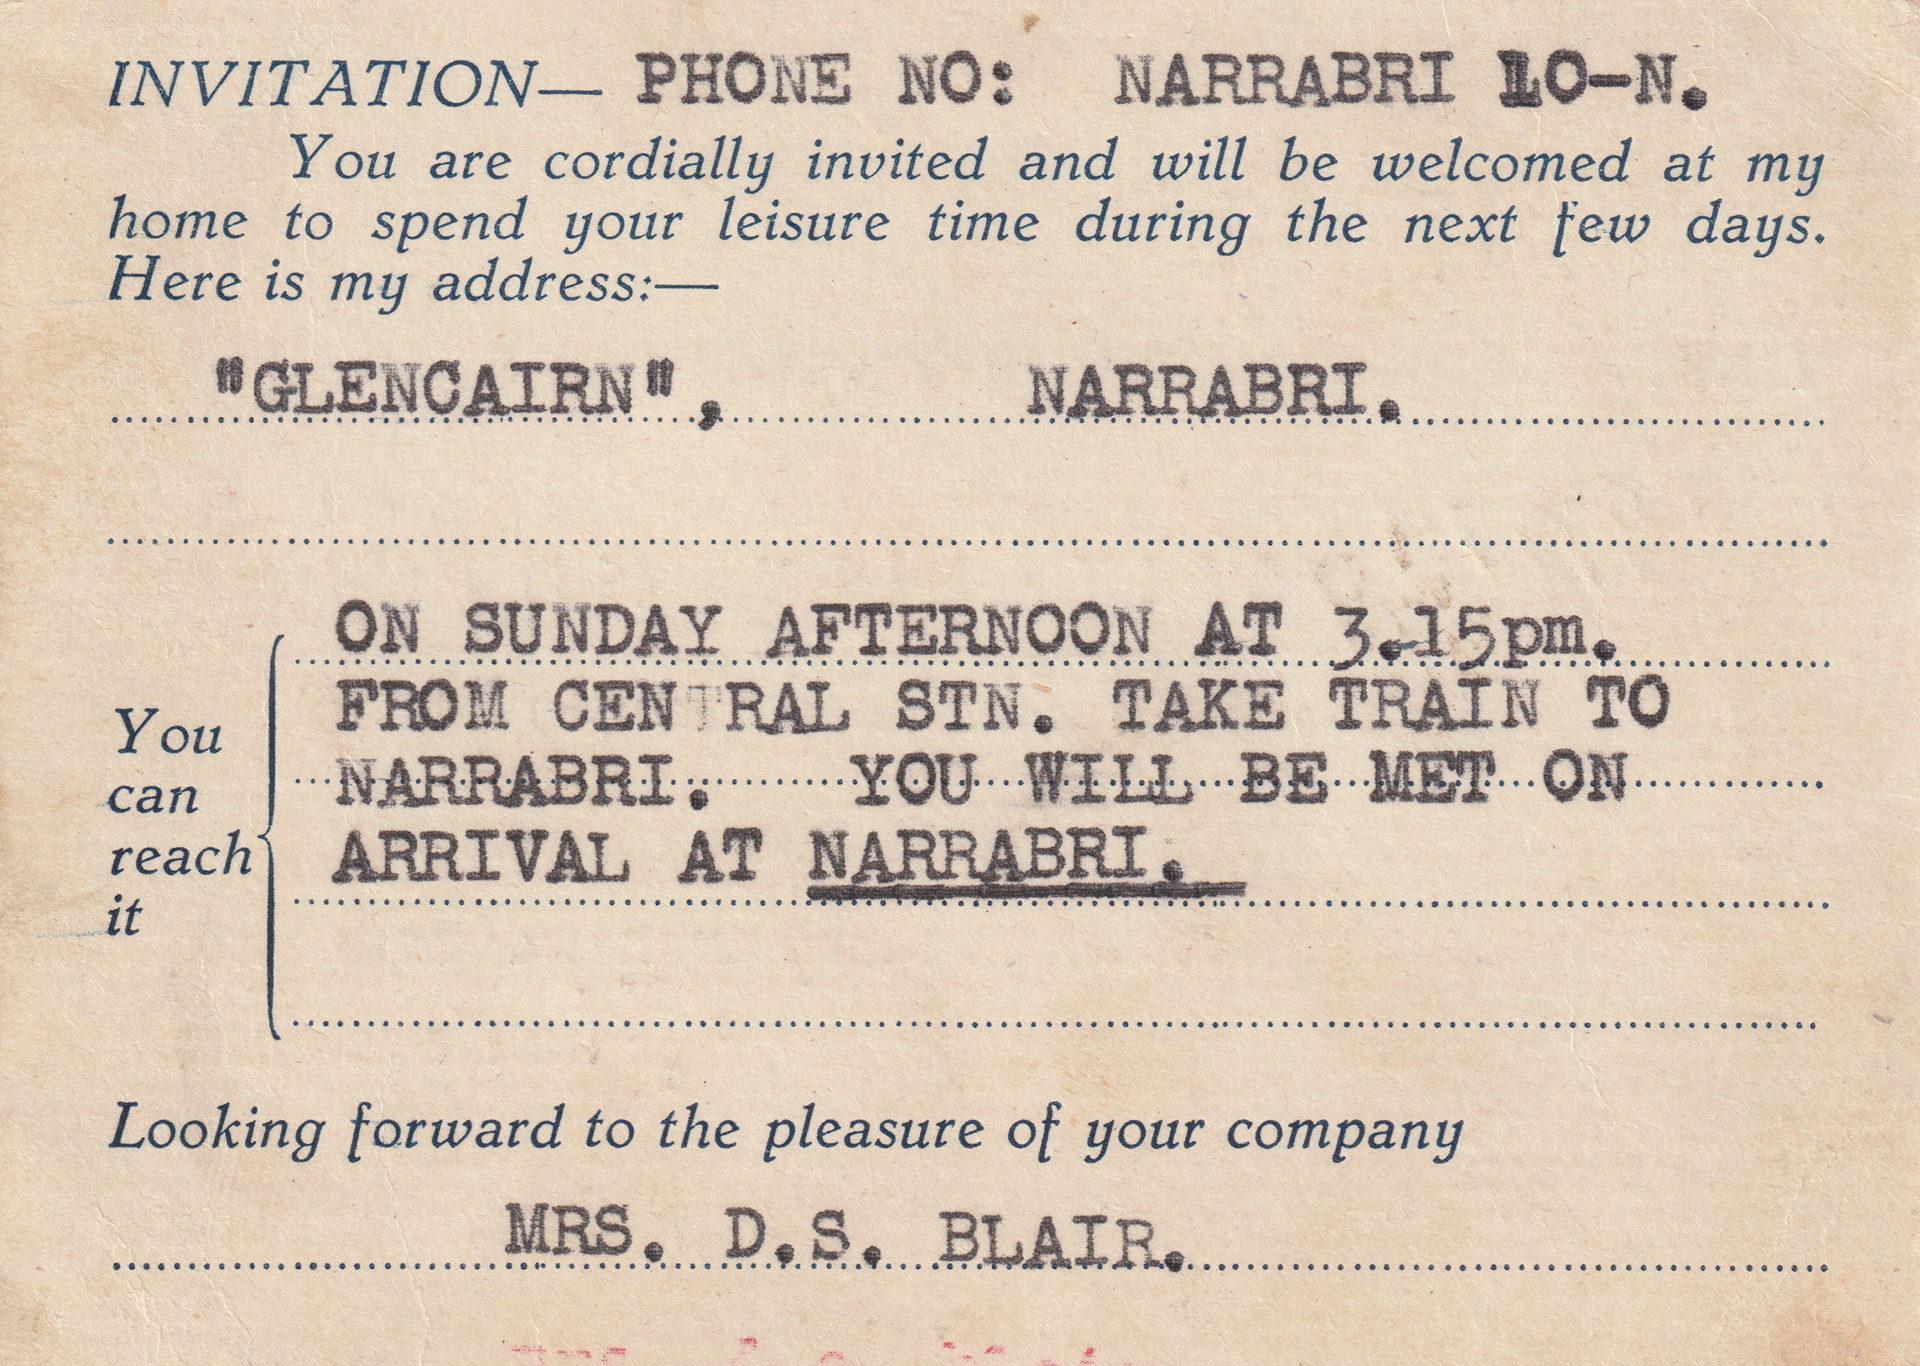 INVITATION— PHONE NO: NARRABRI 10-N.
You are cordially invited and will be welcomed at my
home to spend your leisure time during the next few days.
Here is my address:—
"GLENCAIRN", NARRABRI.
ON SUNDAY AFTERNOON AT 3.15pm.
FROM CENTRAL STN. TAKE TRAIN TO
NARRABRI. YOU WILL BE MET ON
ARRIVAL AT NARRABRI.
You
can
reach
it
Looking forward to the pleasure of your company
MRS. D.S. BLAIR.